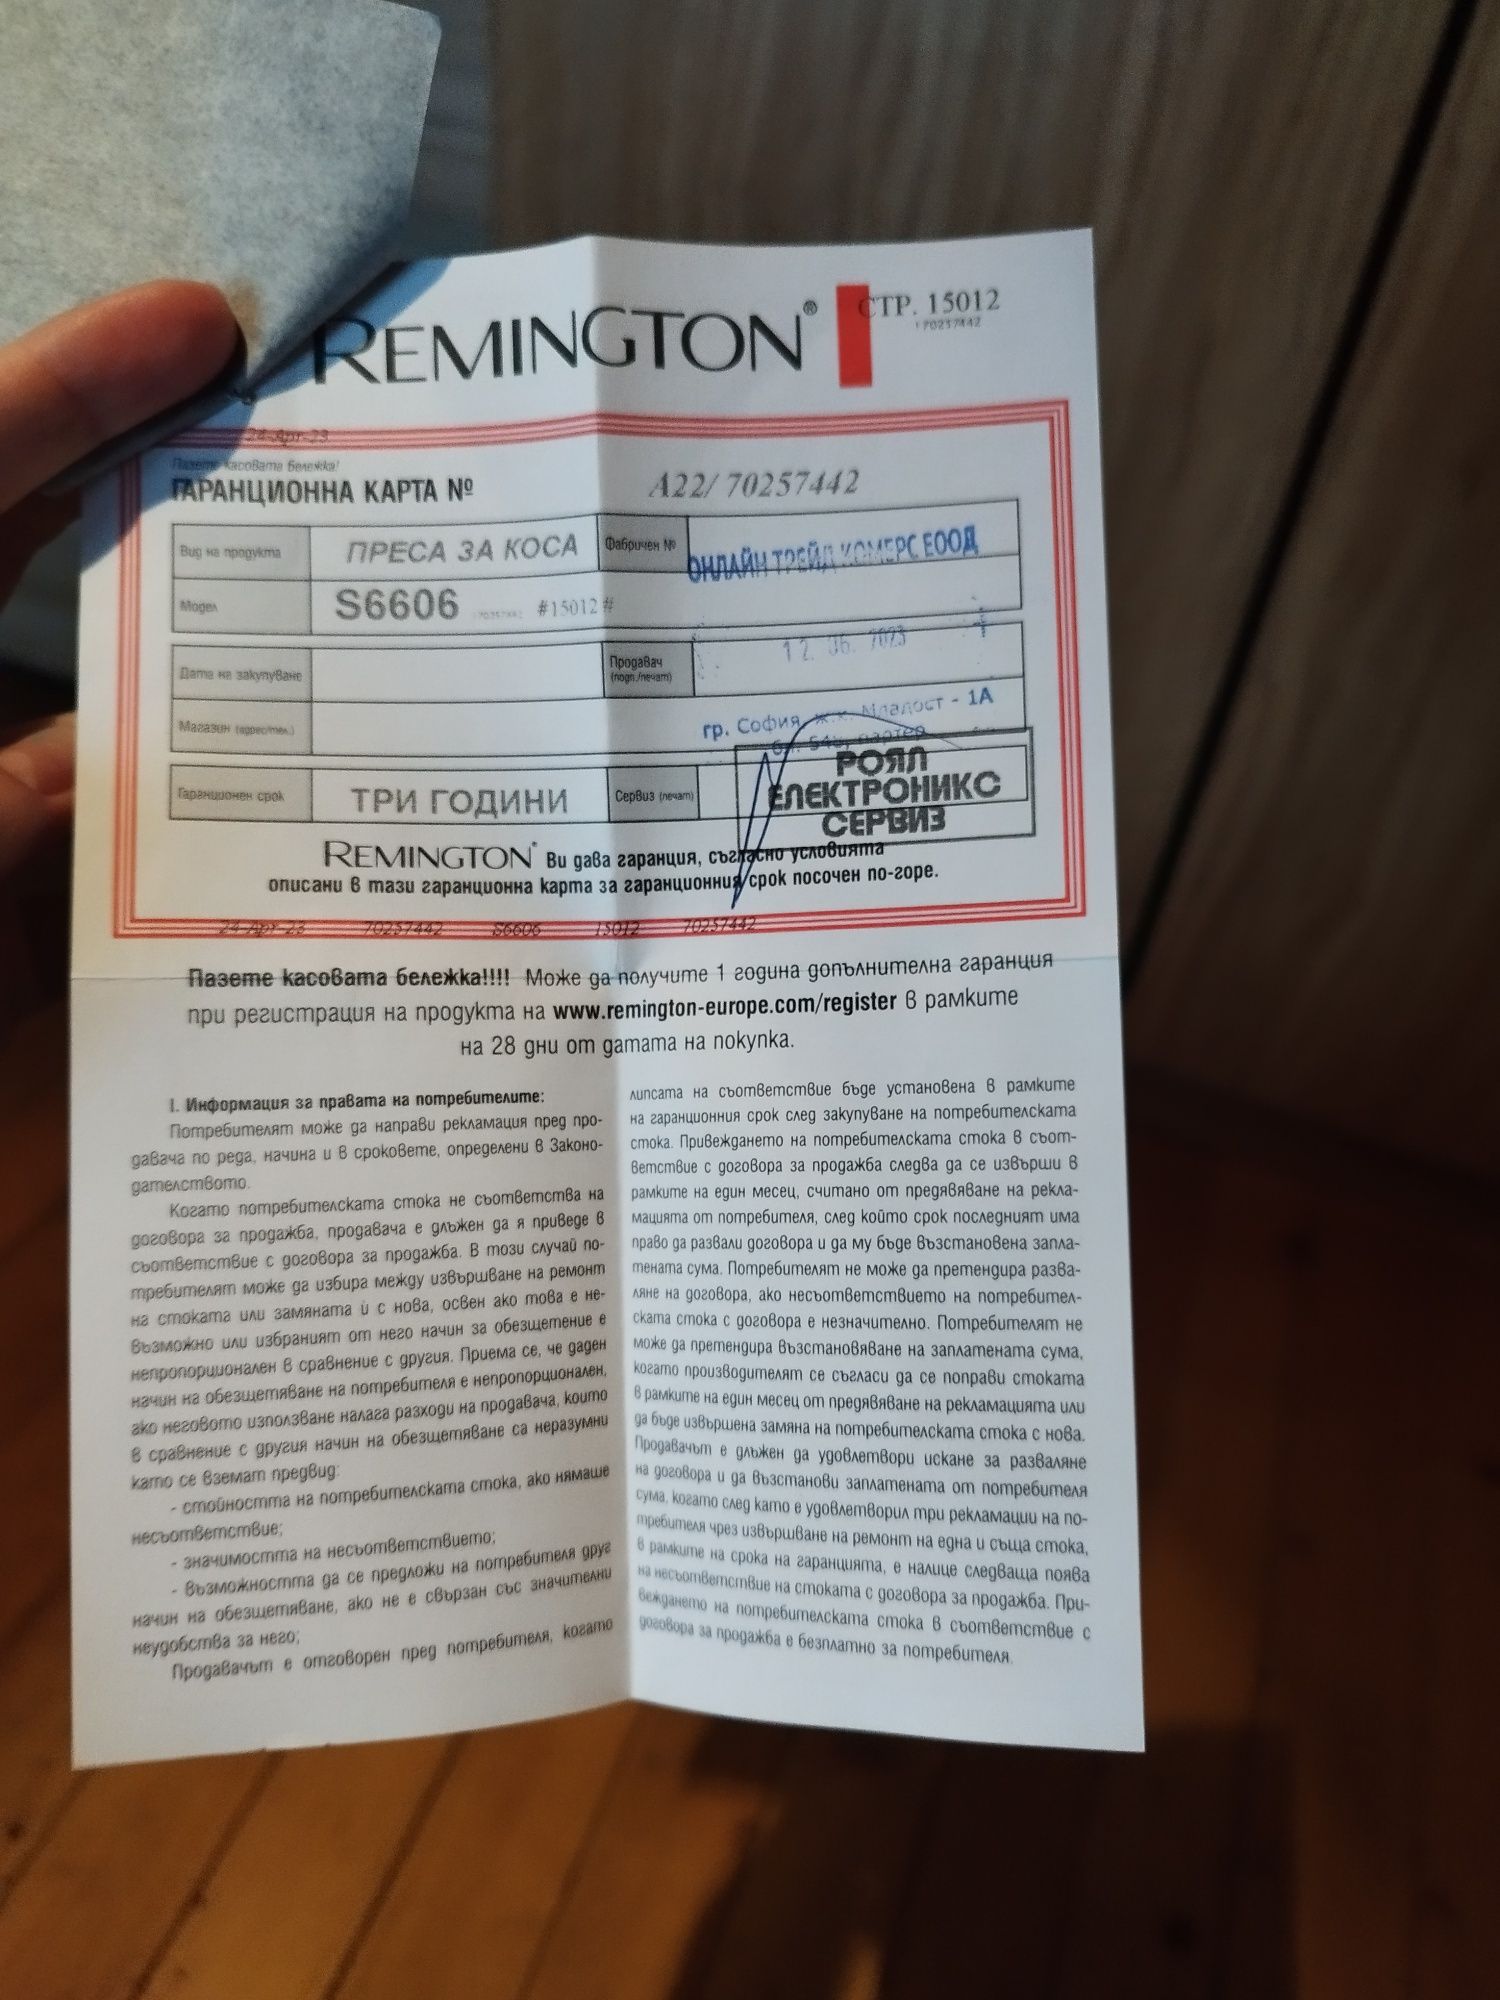 REMINGTON®
СТР. 15012
170257442
24-Apr-23
Пазете касовата бележка!
ГАРАНЦИОННА КАРТА №
A22/ 70257442
Вид на продукта
ПРЕСА ЗА КОСА
Фабричен №
ОНЛАЙН ТРЕЙД КОМЕРС ЕООД
Модел
S6606
#15012#
Дата на закупуване
Продавач
(подп./печат)
12. 06. 2023
Магазин (адрес/тел.)
гр. София, ж.к. Младост - 1А
партер
Гаранционен срок
ТРИ ГОДИНИ
Сервиз (печат)
РОЯЛ
ЕЛЕКТРОНИКС
СЕРВИЗ
REMINGTON® Ви дава гаранция, съгласно условията
описани в тази гаранционна карта за гаранционния срок посочен по-горе.
24-Apr-23 70257442 S6606 15012 70257442
Пазете касовата бележка!!!! Може да получите 1 година допълнителна гаранция
при регистрация на продукта на www.remington-europe.com/register в рамките
на 28 дни от датата на покупка.
I. Информация за правата на потребителите:
Потребителят може да направи рекламация пред про-
давача по реда, начина и в сроковете, определени в Законо-
дателството.
Когато потребителската стока не съответства на
договора за продажба, продавача е длъжен да я приведе в
съответствие с договора за продажба. В този случай по-
требителят може да избира между извършване на ремонт
на стоката или замяната ѝ с нова, освен ако това е не-
възможно или избраният от него начин за обезщетение е
непропорционален в сравнение с другия. Приема се, че даден
начин на обезщетяване на потребителя е непропорционален,
ако неговото използване налага разходи на продавача, които
в сравнение с другия начин на обезщетяване са неразумни
като се вземат предвид:
- стойността на потребителската стока, ако нямаше
несъответствие;
- значимостта на несъответствието;
- възможността да се предложи на потребителя друг
начин на обезщетяване, ако не е свързан със значителни
неудобства за него;
Продавачът е отговорен пред потребителя, когато
липсата на съответствие бъде установена в рамките
на гаранционния срок след закупуване на потребителската
стока. Привеждането на потребителската стока в съот-
ветствие с договора за продажба следва да се извърши в
рамките на един месец, считано от предявяване на рекла-
мацията от потребителя, след който срок последният има
право да развали договора и да му бъде възстановена запла-
тената сума. Потребителят не може да претендира разва-
ляне на договора, ако несъответствието на потребител-
ската стока с договора е незначително. Потребителят не
може да претендира възстановяване на заплатената сума,
когато производителят се съгласи да се поправи стоката
в рамките на един месец от предявяване на рекламацията или
да бъде извършена замяна на потребителската стока с нова.
Продавачът е длъжен да удовлетвори искане за разваляне
на договора и да възстанови заплатената от потребителя
сума, когато след като е удовлетворил три рекламации на по-
требителя чрез извършване на ремонт на една и съща стока,
в рамките на срока на гаранцията, е налице следваща поява
на несъответствие на стоката с договора за продажба. При-
веждането на потребителската стока в съответствие с
договора за продажба е безплатно за потребителя.